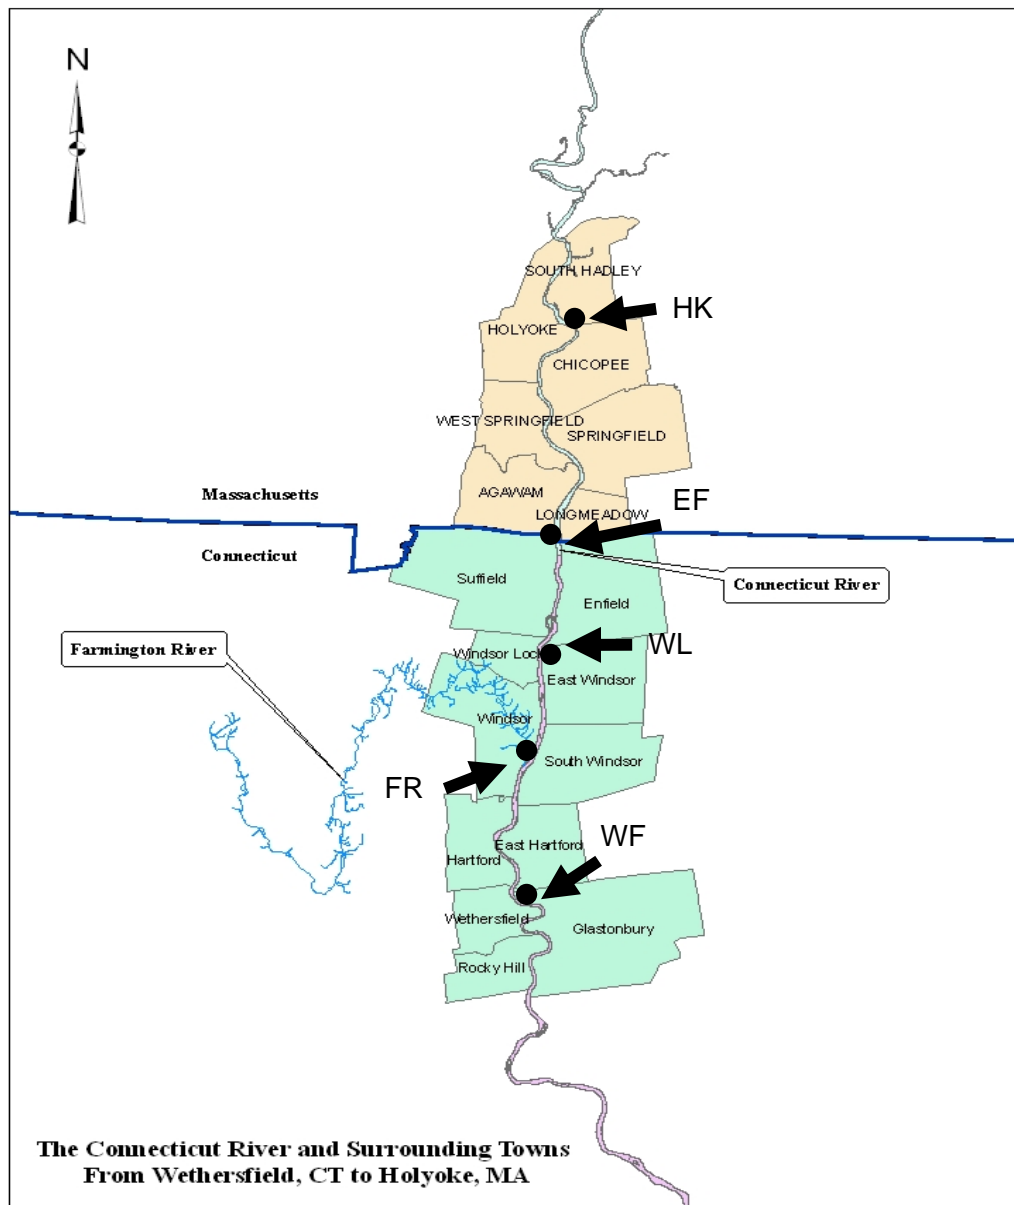 N
SOUTH HADLEY
HK
HOLYOKE
CHICOPEE
WEST SPRINGFIELD
SPRINGFIELD
AGAWAM
Massachusetts
EF
LONGMEADOW
Connecticut
Suffield
Connecticut River
Enfield
Farmington River
Windsor Loc
WL
East Windsor
Windsor
South Windsor
FR
WF
East Hartford
Hartford
Wethersfield
Glastonbury
Rocky Hill
The Connecticut River and Surrounding Towns
From Wethersfield, CT to Holyoke, MA